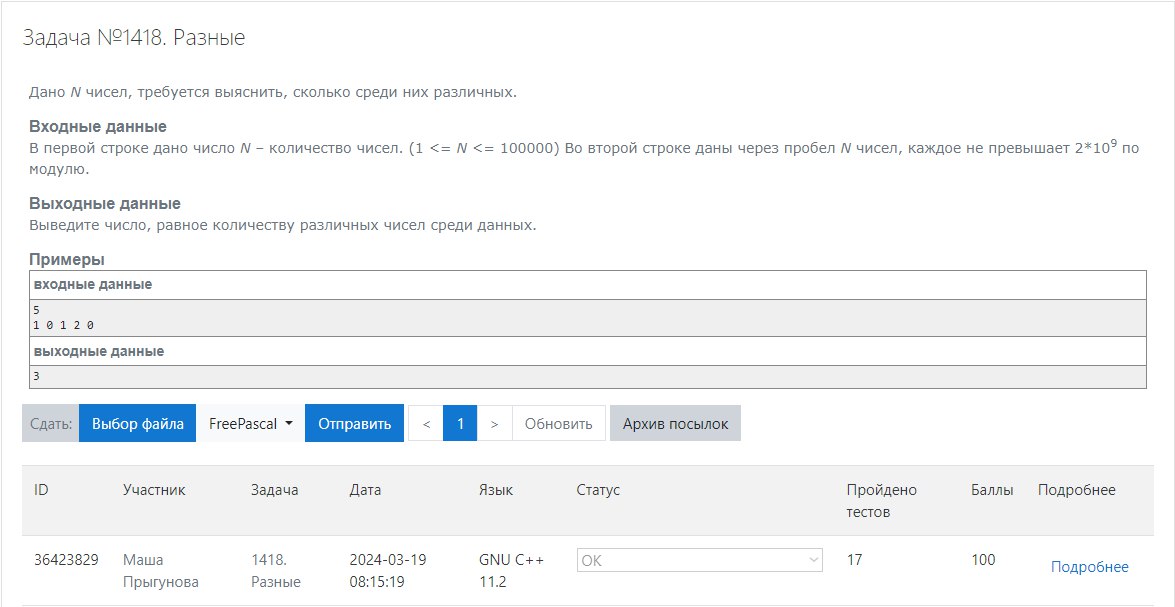 Задача №1418. Разные
Дано N чисел, требуется выяснить, сколько среди них различных.
Входные данные
В первой строке дано число N – количество чисел. (1 <= N <= 100000) Во второй строке даны через пробел N чисел, каждое не превышает 2*10⁹ по
модулю.
Выходные данные
Выведите число, равное количеству различных чисел среди данных.
Примеры
входные данные
5
1 0 1 2 0
выходные данные
3
Сдать: Выбор файла FreePascal Отправить < 1 > Обновить Архив посылок
ID Участник Задача Дата Язык Статус Пройдено Баллы Подробнее
тестов
36423829 Маша 1418. 2024-03-19 GNU C++ OK 17 100 Подробнее
Прыгунова Разные 08:15:19 11.2